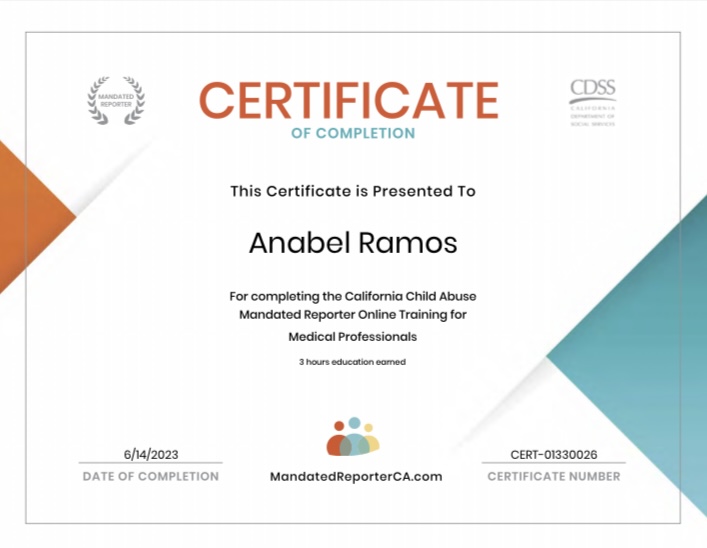 MANDATED
REPORTER
CERTIFICATE
OF COMPLETION
CDSS
CALIFORNIA
DEPARTMENT OF
SOCIAL SERVICES
This Certificate is Presented To
Anabel Ramos
For completing the California Child Abuse
Mandated Reporter Online Training for
Medical Professionals
3 hours education earned
6/14/2023
DATE OF COMPLETION
MandatedReporterCA.com
CERT-01330026
CERTIFICATE NUMBER